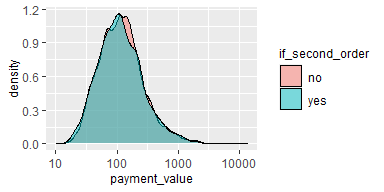 1.2
0.9
0.6
0.3
0.0
density
10 100 1000 10000
payment_value
if_second_order
no
yes